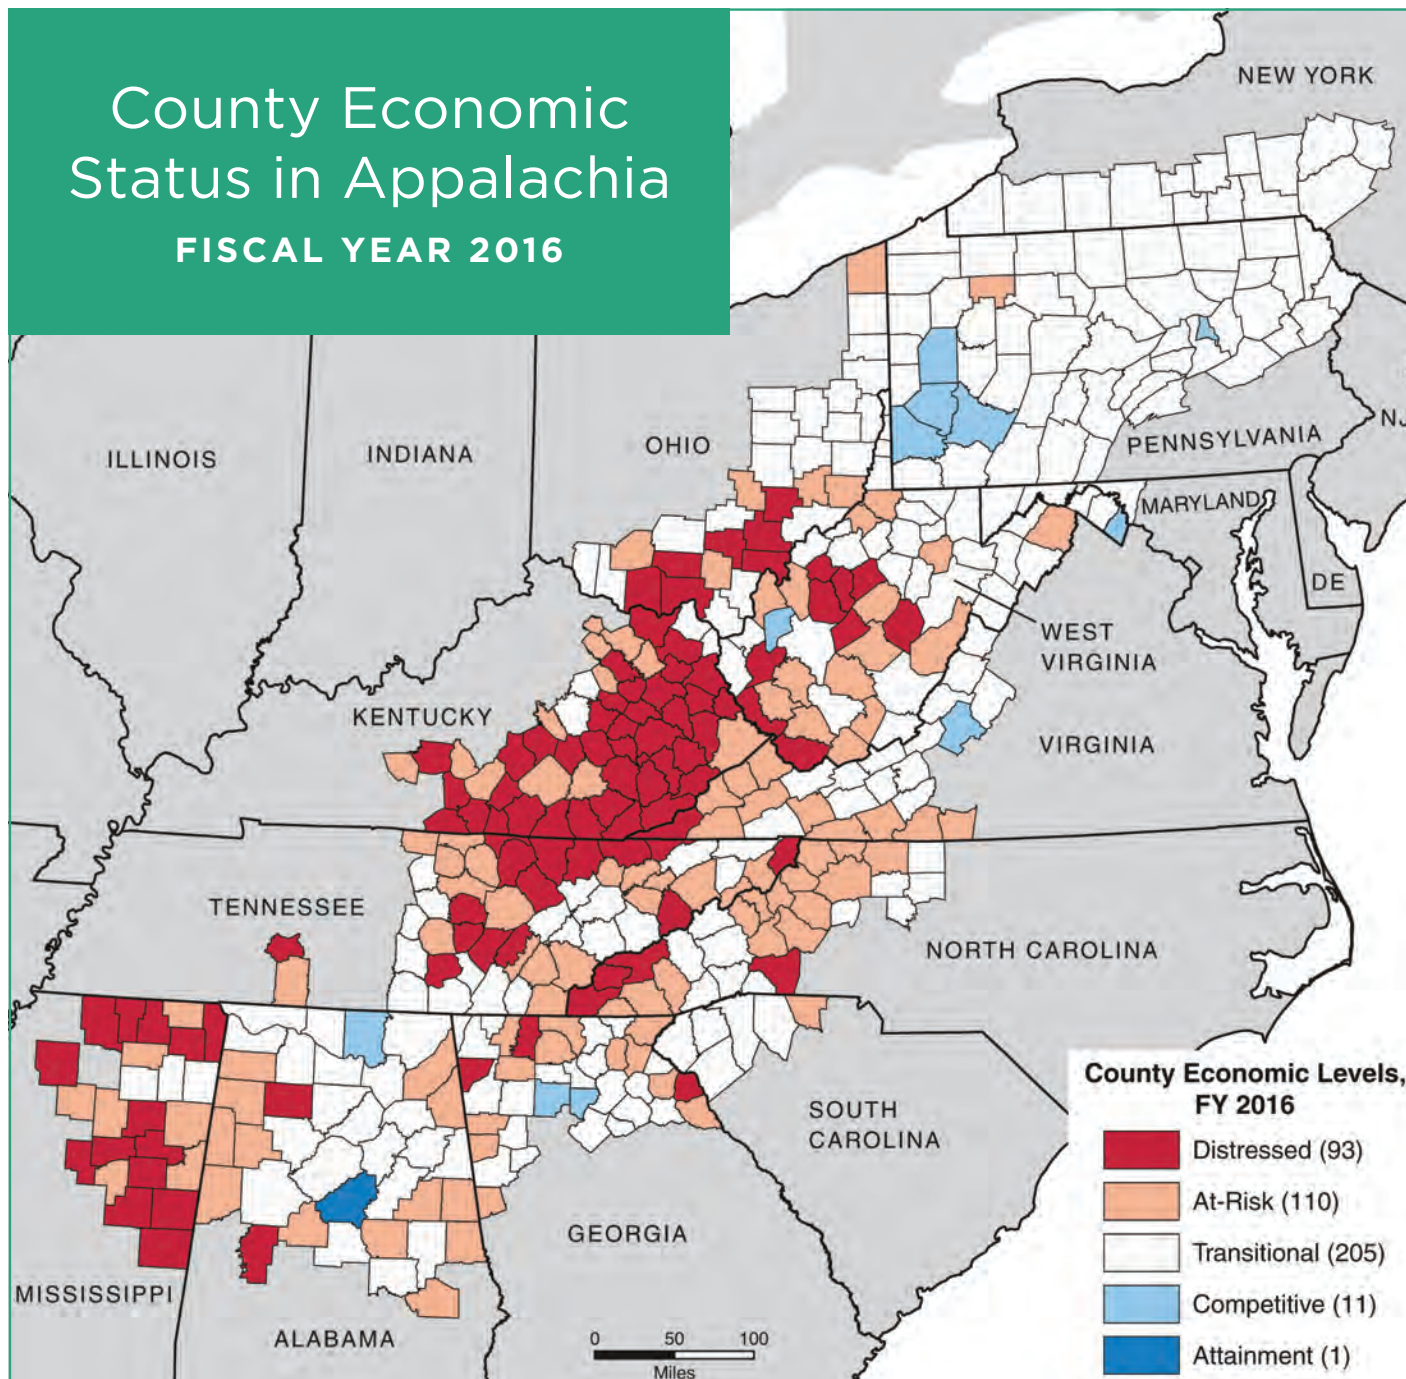 County Economic
Status in Appalachia
FISCAL YEAR 2016
NEW YORK
ILLINOIS
INDIANA
OHIO
PENNSYLVANIA
NJ
MARYLAND
DE
WEST
VIRGINIA
KENTUCKY
VIRGINIA
TENNESSEE
NORTH CAROLINA
SOUTH
CAROLINA
GEORGIA
MISSISSIPPI
ALABAMA
County Economic Levels,
FY 2016
Distressed (93)
At-Risk (110)
Transitional (205)
Competitive (11)
Attainment (1)
0 50 100
Miles